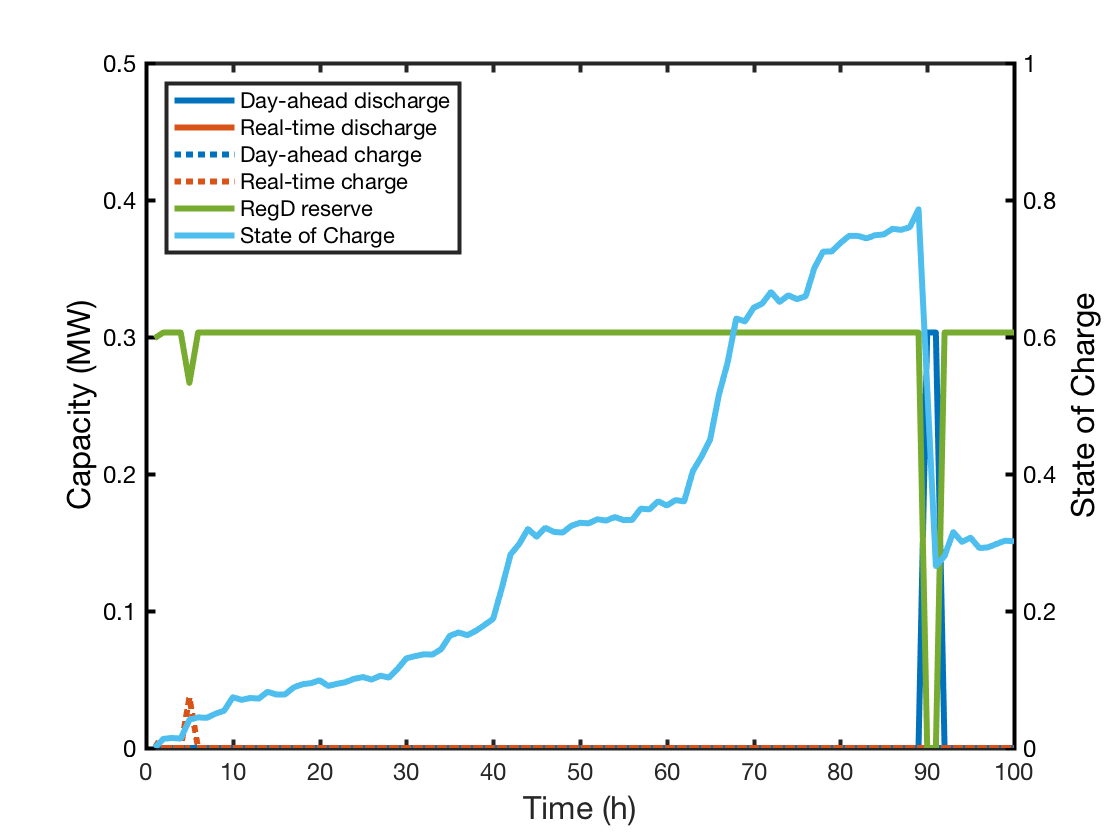 0.5
0.4
0.3
0.2
0.1
0
Capacity (MW)
Day-ahead discharge
Real-time discharge
Day-ahead charge
Real-time charge
RegD reserve
State of Charge
1
0.8
0.6
0.4
0.2
0
State of Charge
0 10 20 30 40 50 60 70 80 90 100
Time (h)